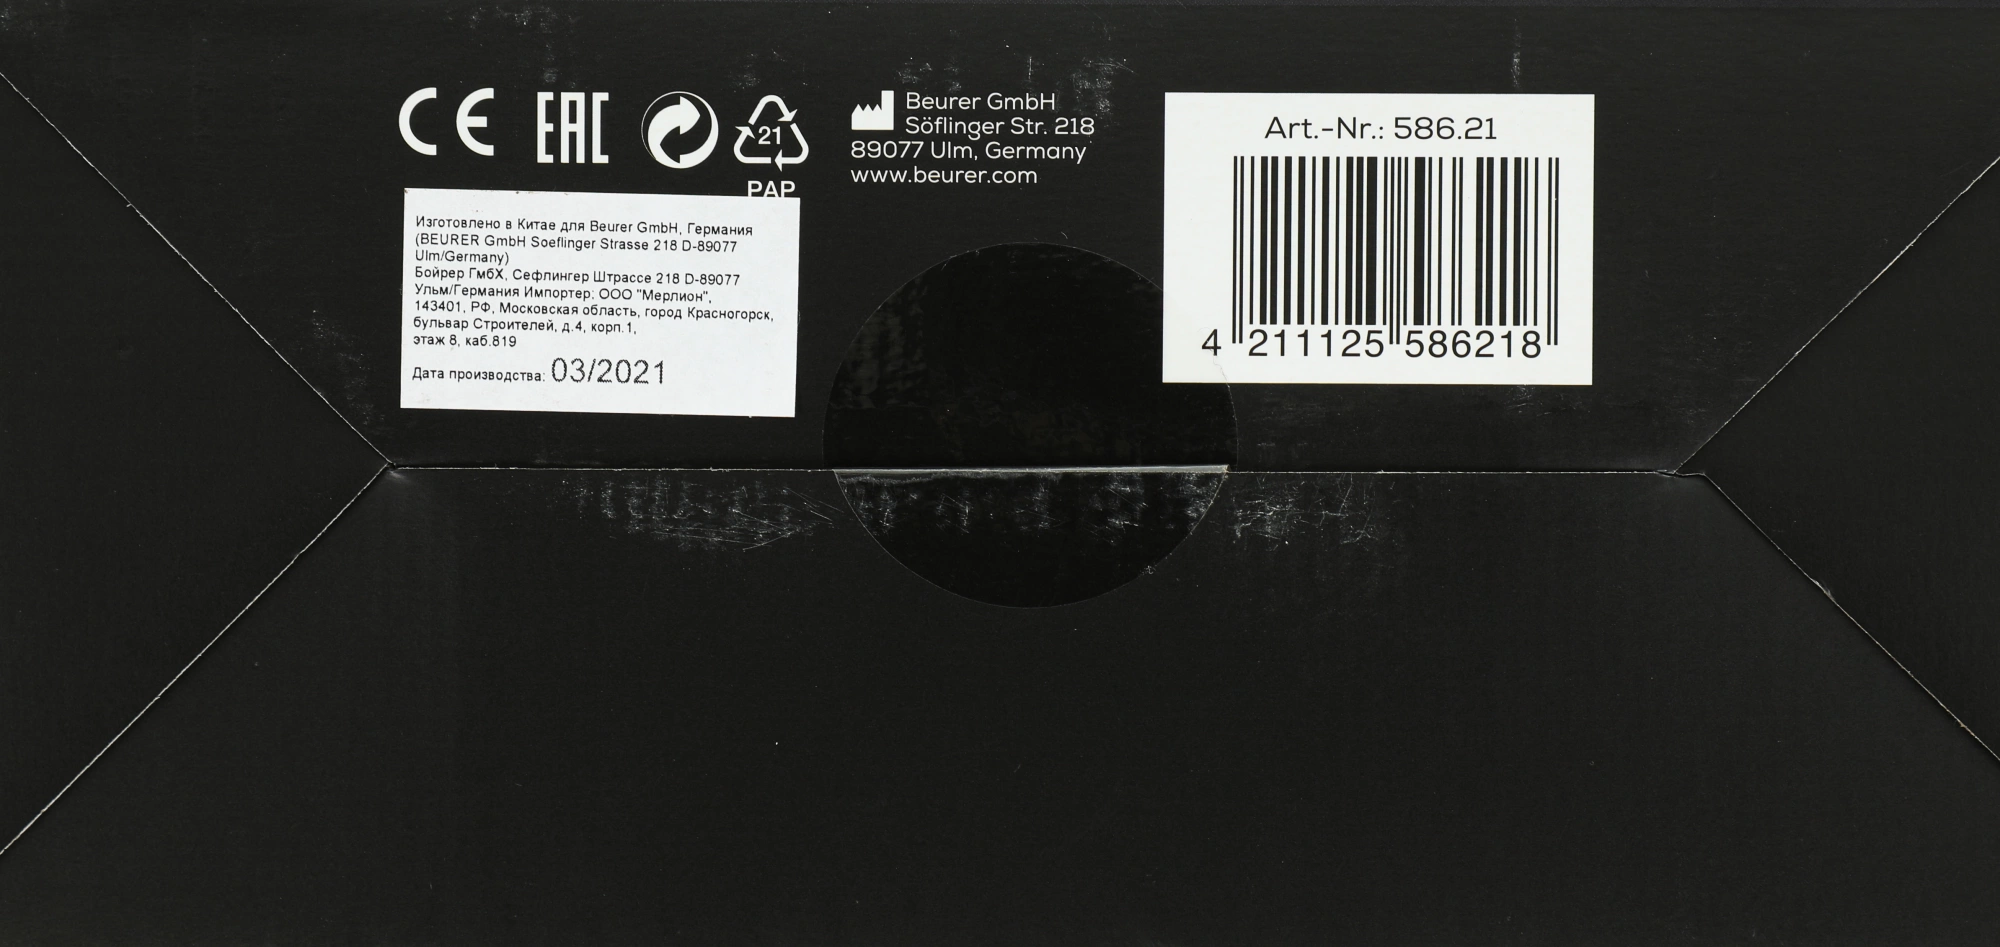 CE EAC
21
PAP
Beurer GmbH
Söflinger Str. 218
89077 Ulm, Germany
www.beurer.com
Art.-Nr.: 586.21
4 211125 586218
Изготовлено в Китае для Beurer GmbH, Германия
(BEURER GmbH Soeflinger Strasse 218 D-89077
Ulm/Germany)
Бойрер ГмбХ, Сефлингер Штрассе 218 D-89077
Ульм/Германия Импортер: ООО "Мерлион",
143401, РФ, Московская область, город Красногорск,
бульвар Строителей, д.4, корп.1,
этаж 8, каб.819
Дата производства: 03/2021